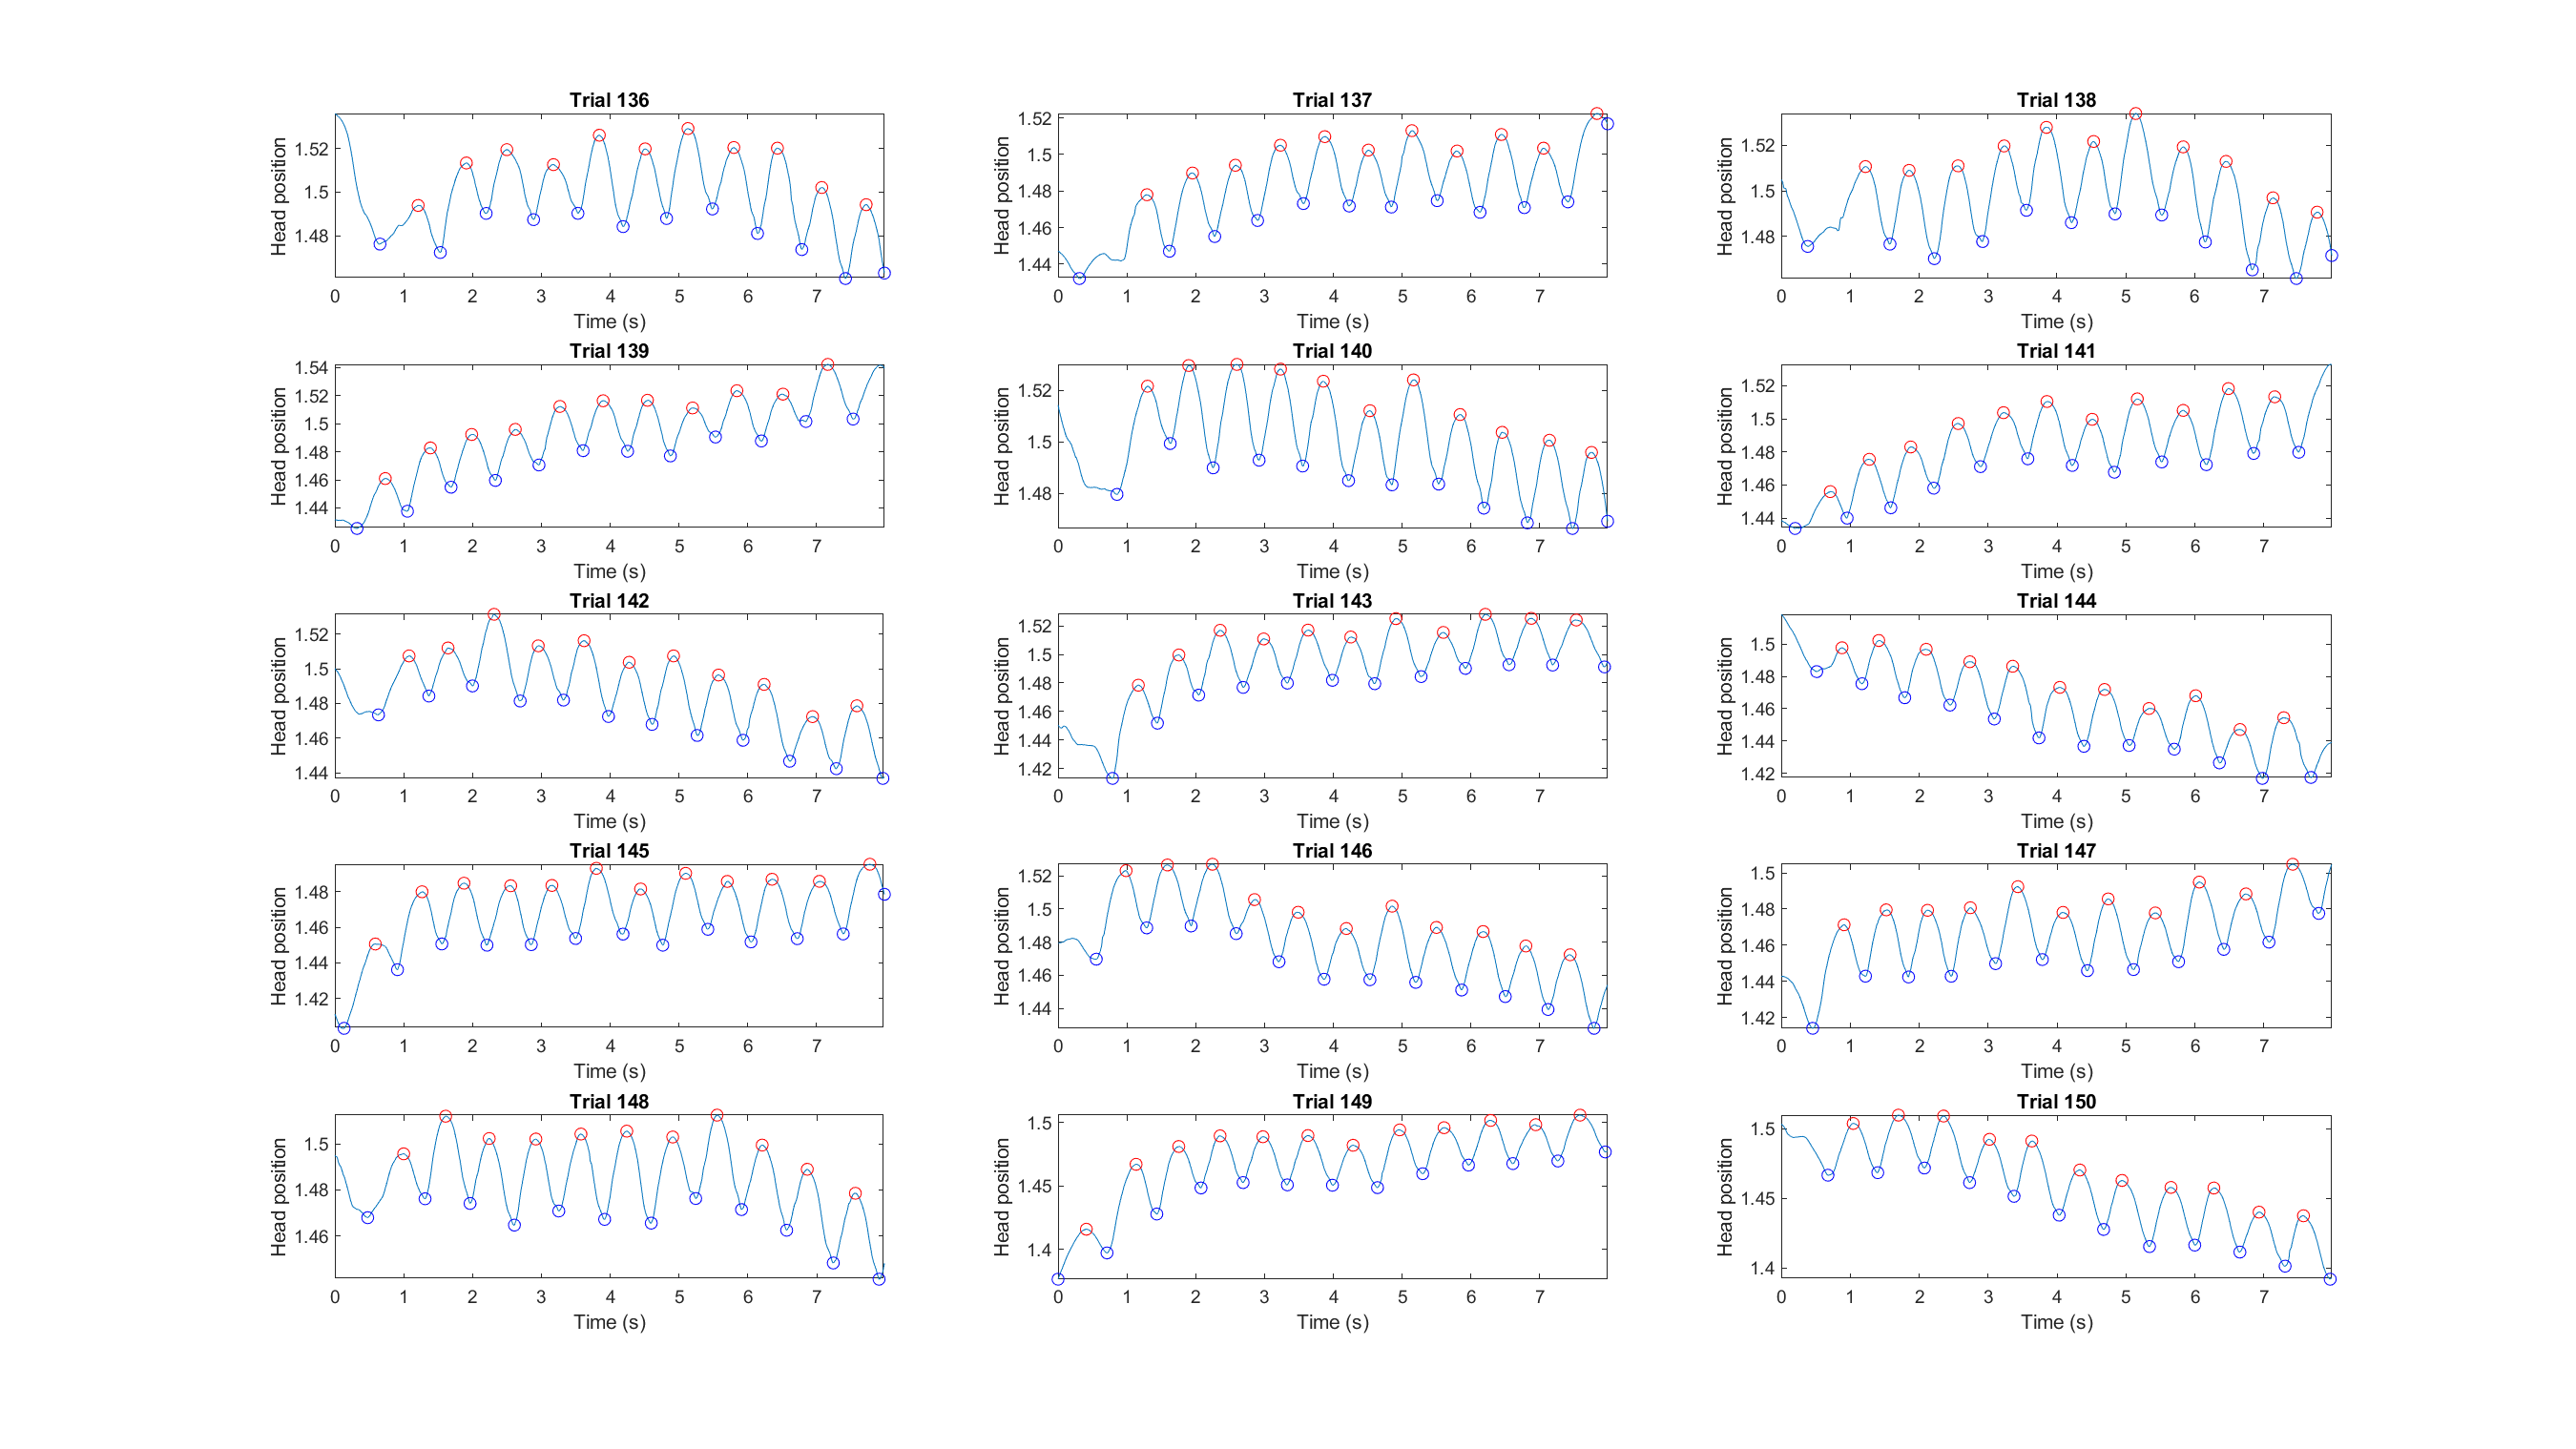 Trial 136
Head position
1.52
1.5
1.48
0 1 2 3 4 5 6 7
Time (s)
Trial 137
Head position
1.52
1.5
1.48
1.46
1.44
0 1 2 3 4 5 6 7
Time (s)
Trial 138
Head position
1.52
1.5
1.48
0 1 2 3 4 5 6 7
Time (s)
Trial 139
Head position
1.54
1.52
1.5
1.48
1.46
1.44
0 1 2 3 4 5 6 7
Time (s)
Trial 140
Head position
1.52
1.5
1.48
0 1 2 3 4 5 6 7
Time (s)
Trial 141
Head position
1.52
1.5
1.48
1.46
1.44
0 1 2 3 4 5 6 7
Time (s)
Trial 142
Head position
1.52
1.5
1.48
1.46
1.44
0 1 2 3 4 5 6 7
Time (s)
Trial 143
Head position
1.52
1.5
1.48
1.46
1.44
1.42
0 1 2 3 4 5 6 7
Time (s)
Trial 144
Head position
1.5
1.48
1.46
1.44
1.42
0 1 2 3 4 5 6 7
Time (s)
Trial 145
Head position
1.48
1.46
1.44
1.42
0 1 2 3 4 5 6 7
Time (s)
Trial 146
Head position
1.52
1.5
1.48
1.46
1.44
0 1 2 3 4 5 6 7
Time (s)
Trial 147
Head position
1.5
1.48
1.46
1.44
1.42
0 1 2 3 4 5 6 7
Time (s)
Trial 148
Head position
1.5
1.48
1.46
0 1 2 3 4 5 6 7
Time (s)
Trial 149
Head position
1.5
1.45
1.4
0 1 2 3 4 5 6 7
Time (s)
Trial 150
Head position
1.5
1.45
1.4
0 1 2 3 4 5 6 7
Time (s)